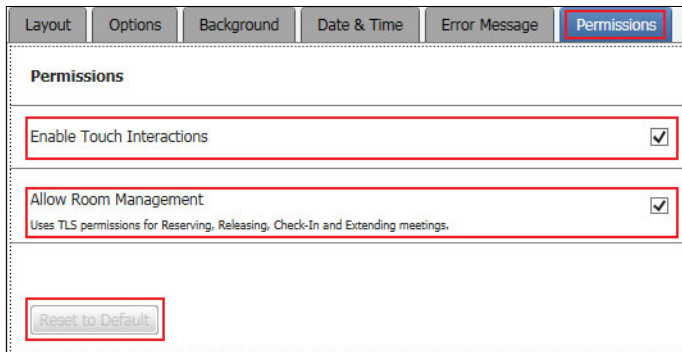 Layout Options Background Date & Time Error Message Permissions
Permissions
Enable Touch Interactions
Allow Room Management
Uses TLS permissions for Reserving, Releasing, Check-In and Extending meetings.
Reset to Default